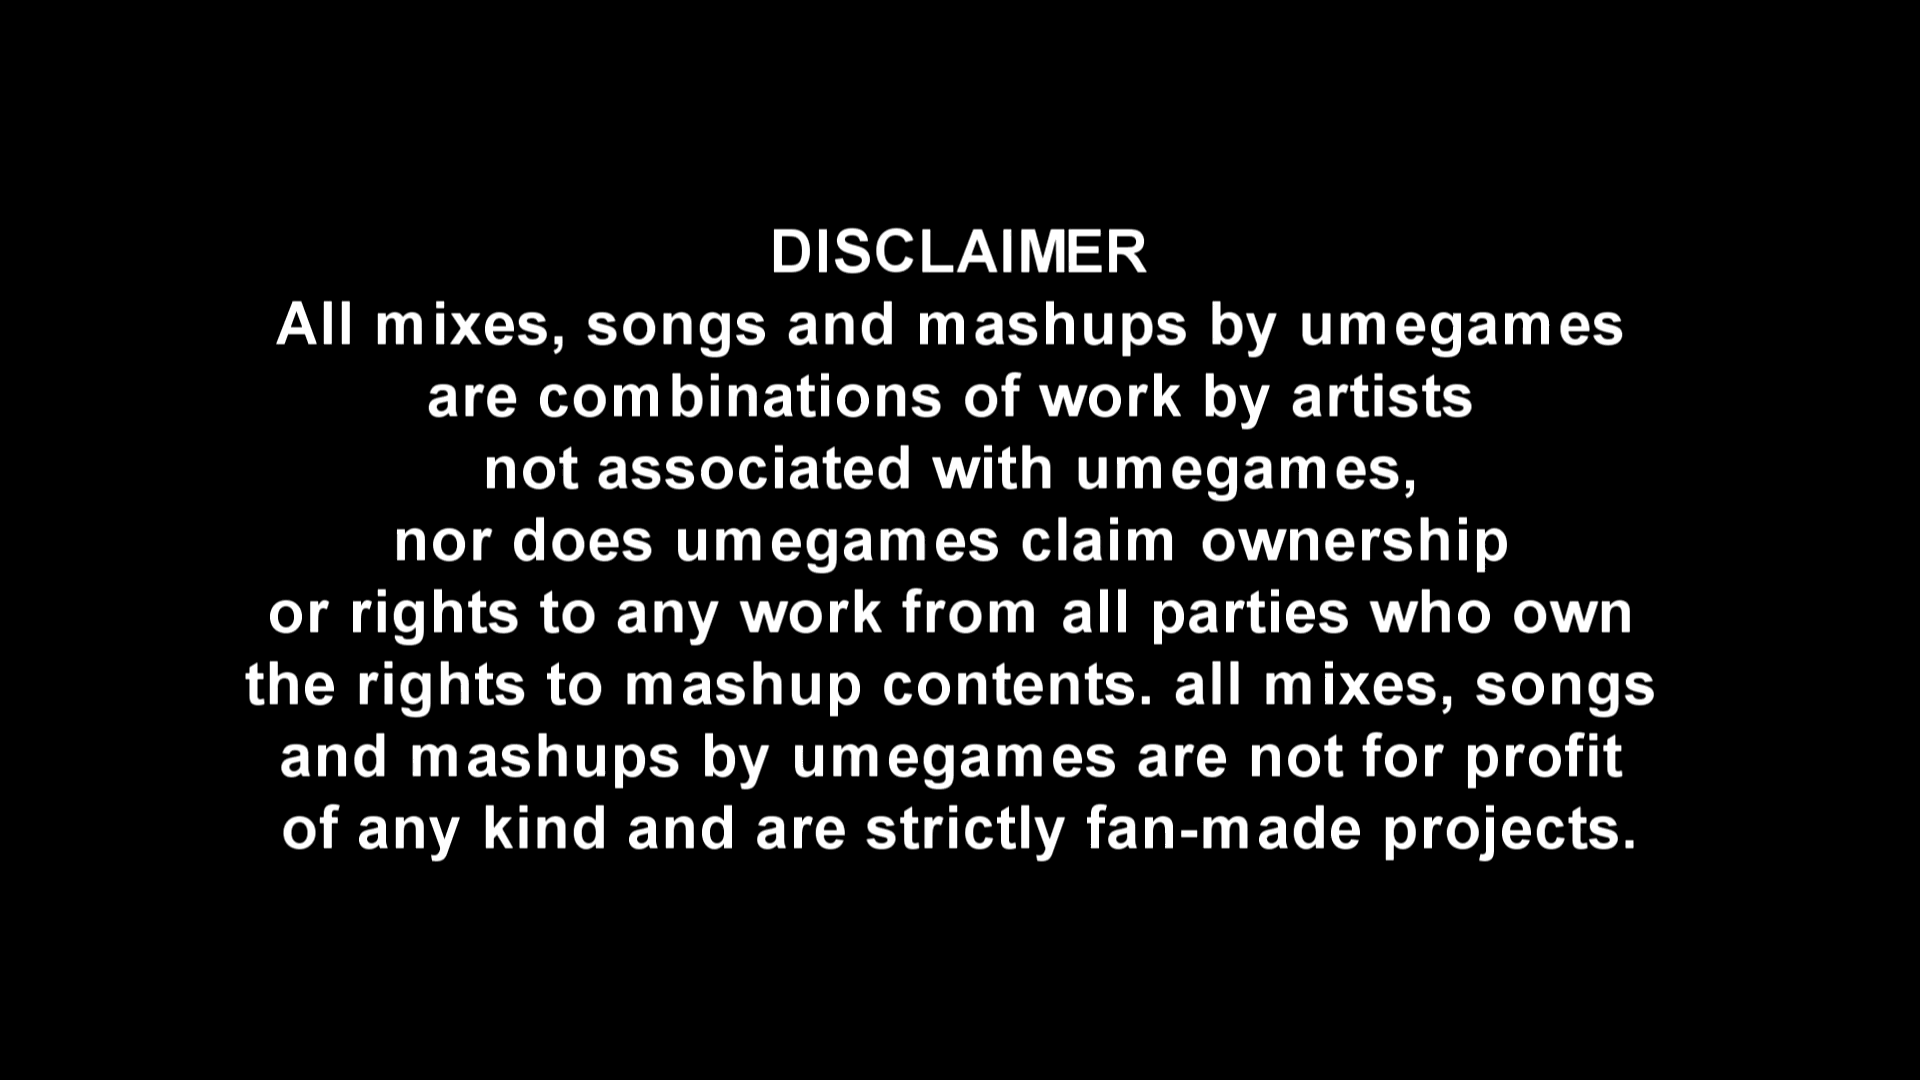 DISCLAIMER
All mixes, songs and mashups by umegames
are combinations of work by artists
not associated with umegames,
nor does umegames claim ownership
or rights to any work from all parties who own
the rights to mashup contents. all mixes, songs
and mashups by umegames are not for profit
of any kind and are strictly fan-made projects.